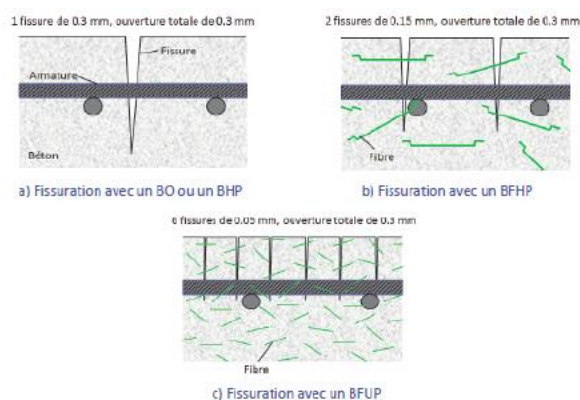 1 fissure de 0.3 mm, ouverture totale de 0.3 mm
Fissure
Armature
Béton
a) Fissuration avec un BO ou un BHP
2 fissures de 0.15 mm, ouverture totale de 0.3 mm
Fibre
b) Fissuration avec un BFHP
6 fissures de 0.05 mm, ouverture totale de 0.3 mm
Fibre
c) Fissuration avec un BFUP